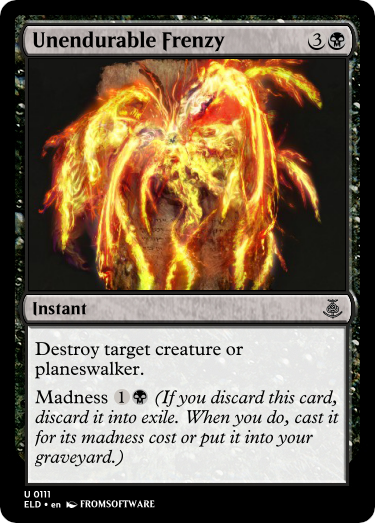 Unendurable Frenzy 3
Instant
Destroy target creature or
planeswalker.
Madness 1 (If you discard this card,
discard it into exile. When you do, cast it
for its madness cost or put it into your
graveyard.)
U 0111
ELD • en FROMSOFTWARE